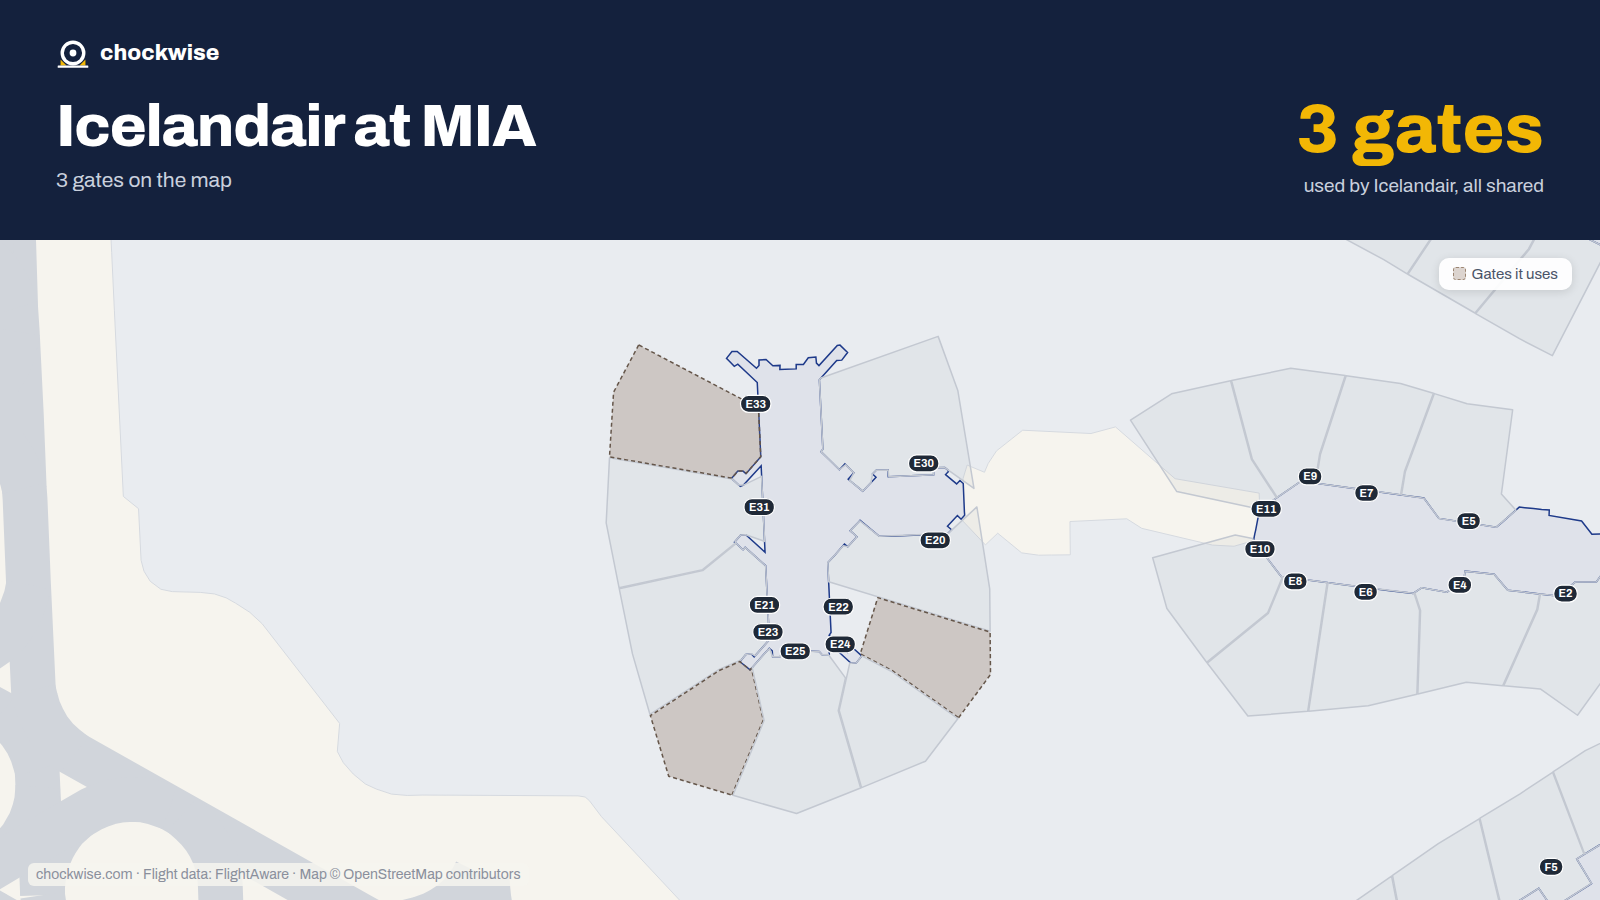 chockwise
Icelandair at MIA
3 gates on the map
3 gates
used by Icelandair, all shared
Gates it uses
E33
E30
E31
E20
E21
E22
E23
E24
E25
E9
E7
E11
E5
E10
E8
E6
E4
E2
F5
chockwise.com · Flight data: FlightAware · Map © OpenStreetMap contributors